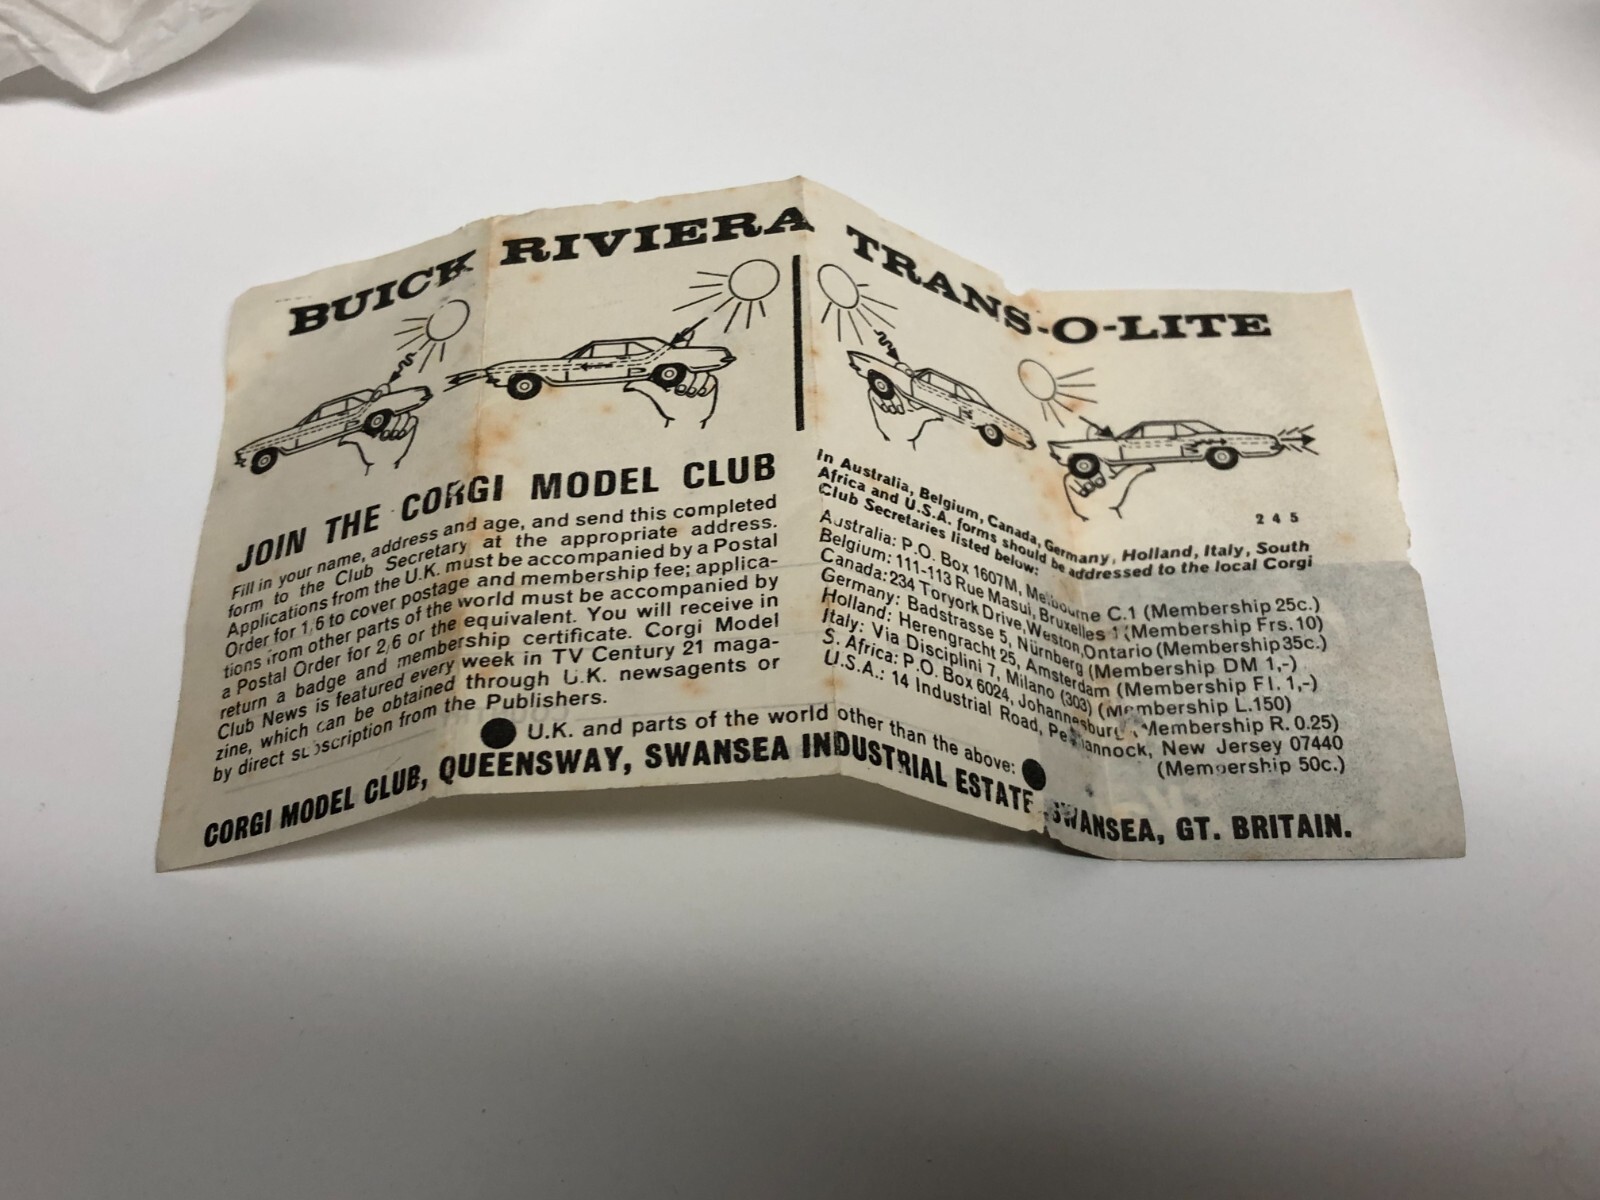 BUICK RIVIERA TRANS-O-LITE
2 4 5
JOIN THE CORGI MODEL CLUB
Fill in your name, address and age, and send this completed
form to the Club Secretary at the appropriate address.
Applications from the U.K. must be accompanied by a Postal
Order for 1/6 to cover postage and membership fee; applica-
tions from other parts of the world must be accompanied by
a Postal Order for 2/6 or the equivalent. You will receive in
return a badge and membership certificate. Corgi Model
Club News is featured every week in TV Century 21 maga-
zine, which can be obtained through U.K. newsagents or
by direct subscription from the Publishers.
In Australia, Belgium, Canada, Germany, Holland, Italy, South
Africa and U.S.A. forms should be addressed to the local Corgi
Club Secretaries listed below:
Australia: P.O. Box 1607M, Melbourne C.1 (Membership 25c.)
Belgium: 111-113 Rue Masui, Bruxelles 1 (Membership Frs. 10)
Canada: 234 Toryork Drive, Weston, Ontario (Membership 35c.)
Germany: Badstrasse 5, Nürnberg (Membership DM 1,-)
Holland: Herengracht 25, Amsterdam (Membership Fl. 1,-)
Italy: Via Disciplini 7, Milano (303) (Membership L.150)
S. Africa: P.O. Box 6024, Johannesburg (Membership R. 0.25)
U.S.A.: 14 Industrial Road, Pequannock, New Jersey 07440
(Membership 50c.)
U.K. and parts of the world other than the above:
CORGI MODEL CLUB, QUEENSWAY, SWANSEA INDUSTRIAL ESTATE, SWANSEA, GT. BRITAIN.